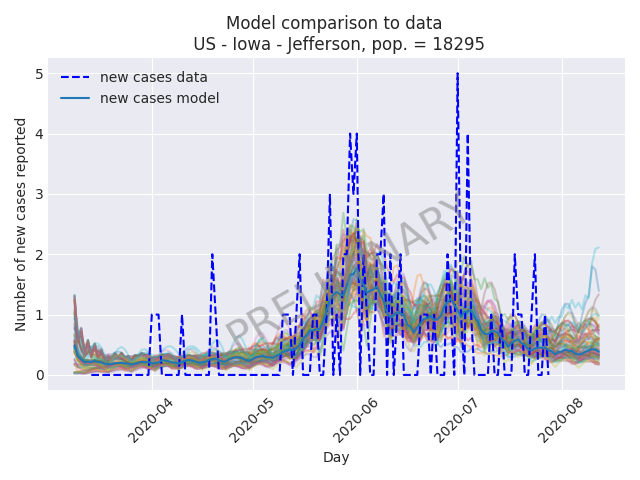 Model comparison to data
US - Iowa - Jefferson, pop. = 18295
new cases data
new cases model
PRELIMINARY
Number of new cases reported
5
4
3
2
1
0
2020-04
2020-05
2020-06
2020-07
2020-08
Day